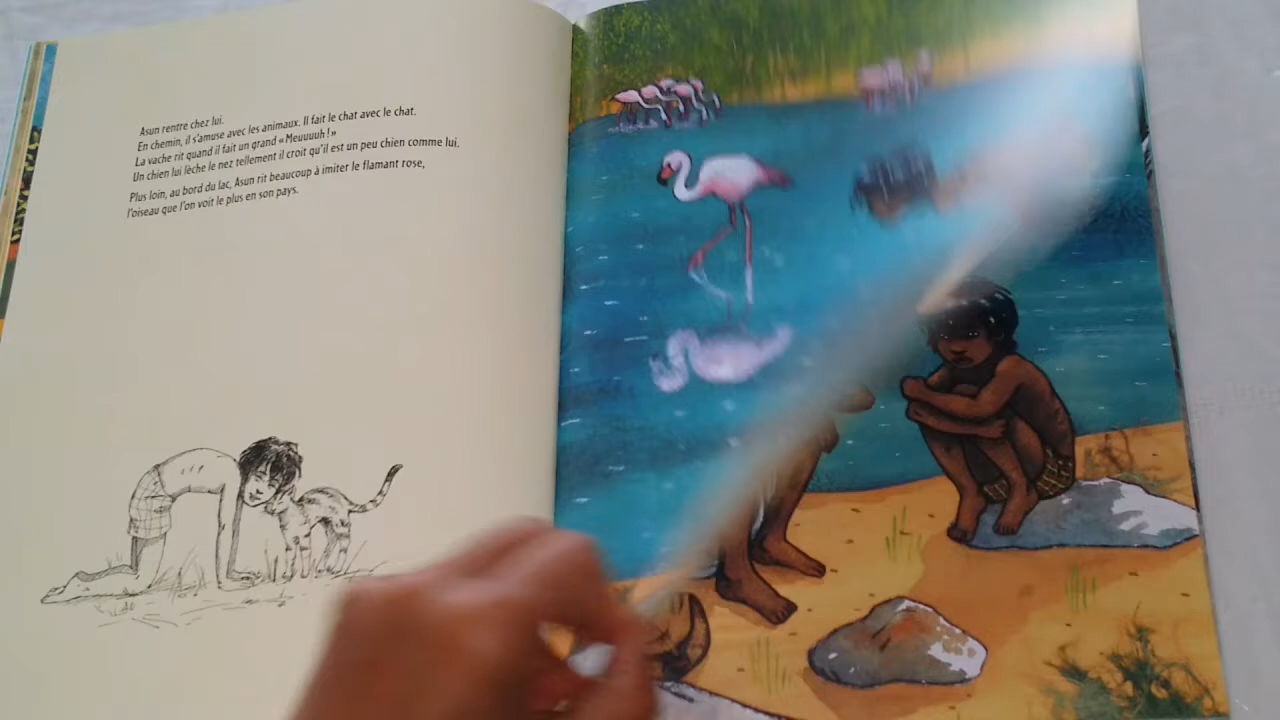 Asun rentre chez lui.
En chemin, il s'amuse avec les animaux. Il fait le chat avec le chat.
La vache rit quand il fait un grand « Meuuuuh ! »
Un chien lui lèche le nez tellement il croit qu'il est un peu chien comme lui.
Plus loin, au bord du lac, Asun rit beaucoup à imiter le flamant rose,
l'oiseau que l'on voit le plus en son pays.